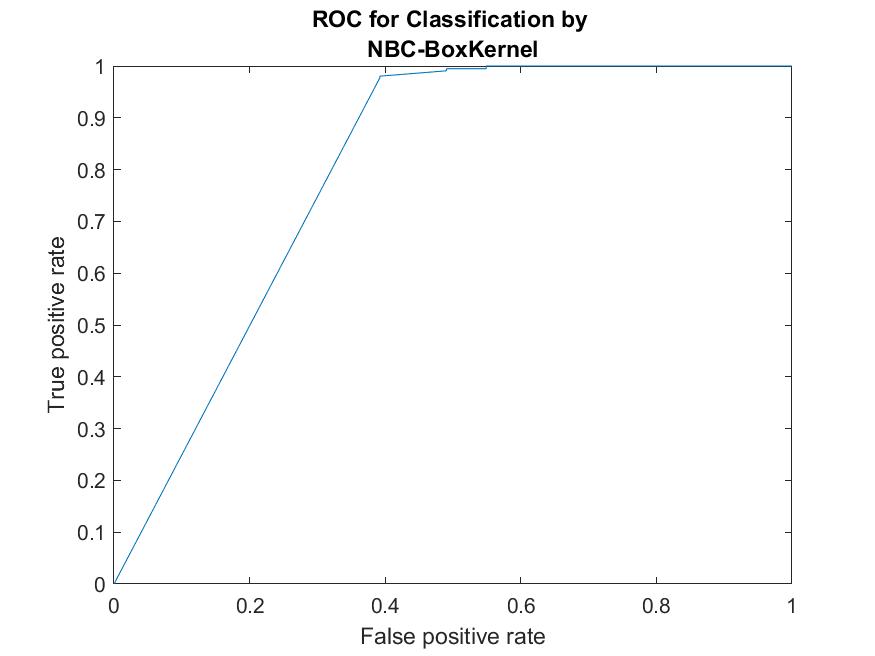 ROC for Classification by
NBC-BoxKernel
1
0.9
0.8
0.7
0.6
0.5
0.4
0.3
0.2
0.1
0
True positive rate
0 0.2 0.4 0.6 0.8 1
False positive rate